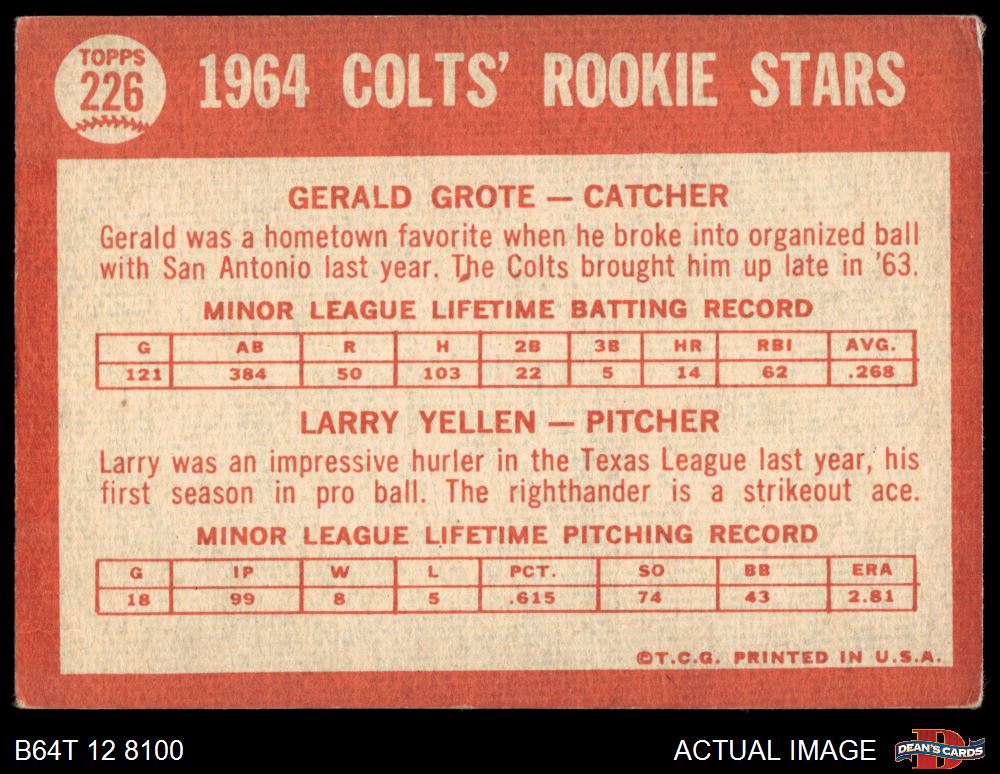 TOPPS
226
1964 COLTS' ROOKIE STARS
GERALD GROTE — CATCHER
Gerald was a hometown favorite when he broke into organized ball
with San Antonio last year. The Colts brought him up late in '63.
MINOR LEAGUE LIFETIME BATTING RECORD
G AB R H 2B 3B HR RBI AVG.
121 384 50 103 22 5 14 62 .268
LARRY YELLEN — PITCHER
Larry was an impressive hurler in the Texas League last year, his
first season in pro ball. The righthander is a strikeout ace.
MINOR LEAGUE LIFETIME PITCHING RECORD
G IP W L PCT. SO BB ERA
18 99 8 5 .615 74 43 2.81
©T.C.G. PRINTED IN U.S.A.
B64T 12 8100
ACTUAL IMAGE
D
DEAN'S CARDS